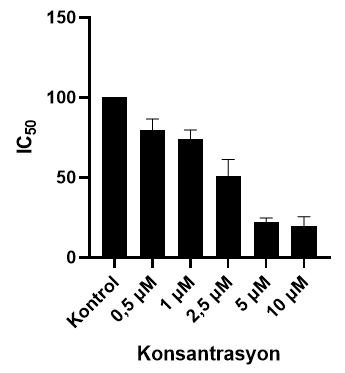 150
100
50
0
IC50
Kontrol
0,5 µM
1 µM
2,5 µM
5 µM
10 µM
Konsantrasyon